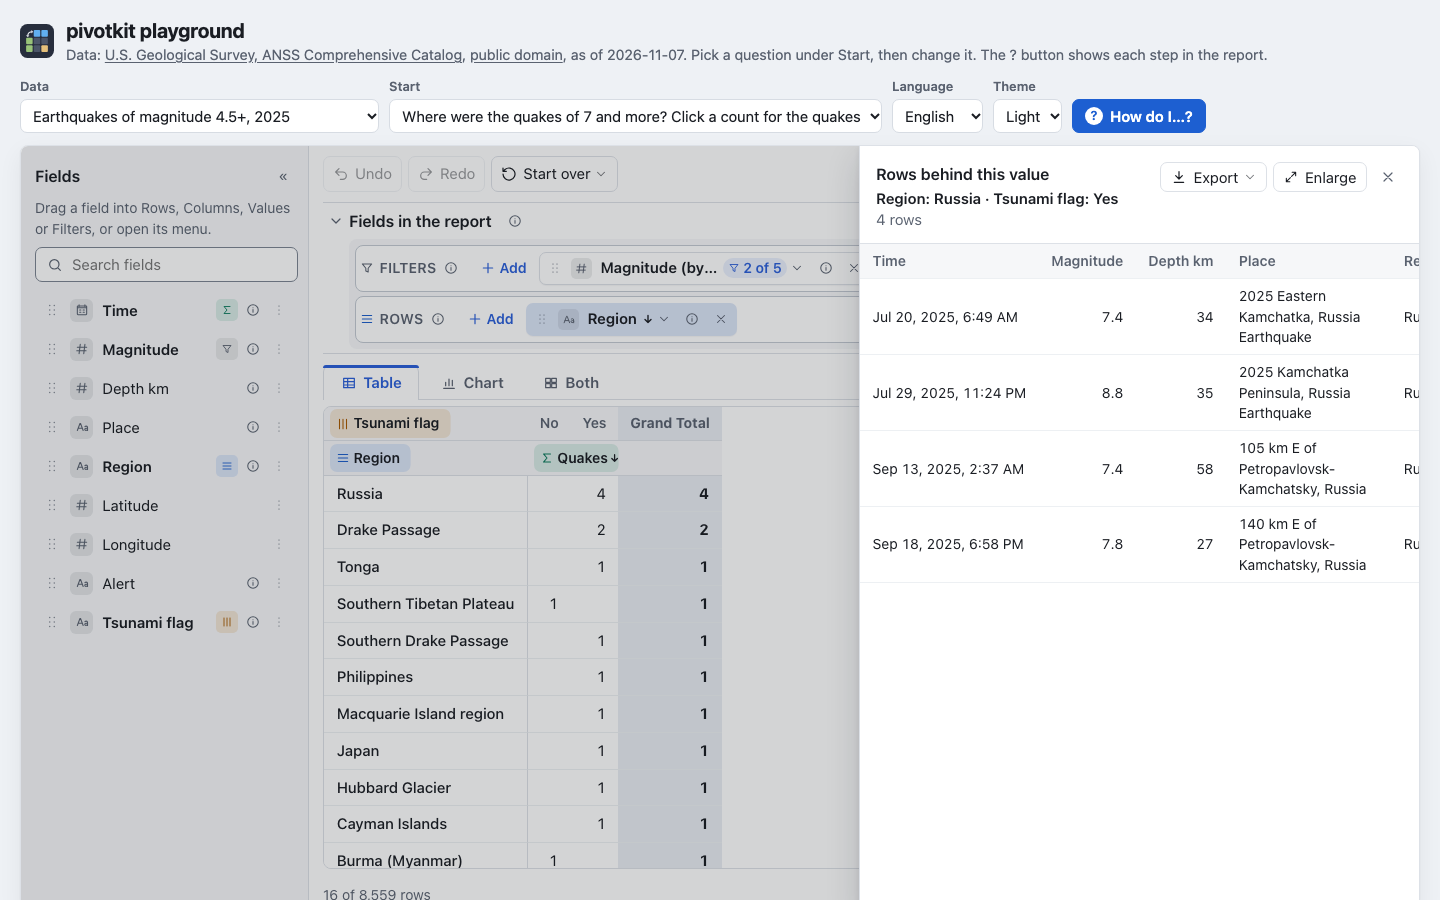 pivotkit playground
Data: U.S. Geological Survey, ANSS Comprehensive Catalog, public domain, as of 2026-11-07. Pick a question under Start, then change it. The ? button shows each step in the report.
Data
Start
Language
Theme
Earthquakes of magnitude 4.5+, 2025
Where were the quakes of 7 and more? Click a count for the quakes
English
Light
? How do I...?
Fields «
Drag a field into Rows, Columns, Values
or Filters, or open its menu.
Search fields
Time Σ
# Magnitude
# Depth km
Aa Place
Aa Region
# Latitude
# Longitude
Aa Alert
Aa Tsunami flag
Undo Redo Start over
Fields in the report
FILTERS + Add # Magnitude (by... 2 of 5
ROWS + Add Aa Region ↓
Table Chart Both
Tsunami flag No Yes Grand Total
Region Σ Quakes ↓
Russia 4 4
Drake Passage 2 2
Tonga 1 1
Southern Tibetan Plateau 1 1
Southern Drake Passage 1 1
Philippines 1 1
Macquarie Island region 1 1
Japan 1 1
Hubbard Glacier 1 1
Cayman Islands 1 1
Burma (Myanmar) 1 1
16 of 8,559 rows
Rows behind this value
Region: Russia · Tsunami flag: Yes
4 rows
Export Enlarge
Time Magnitude Depth km Place Re
Jul 20, 2025, 6:49 AM 7.4 34 2025 Eastern
Kamchatka, Russia
Earthquake Ru
Jul 29, 2025, 11:24 PM 8.8 35 2025 Kamchatka
Peninsula, Russia
Earthquake Ru
Sep 13, 2025, 2:37 AM 7.4 58 105 km E of
Petropavlovsk-
Kamchatsky, Russia Ru
Sep 18, 2025, 6:58 PM 7.8 27 140 km E of
Petropavlovsk-
Kamchatsky, Russia Ru